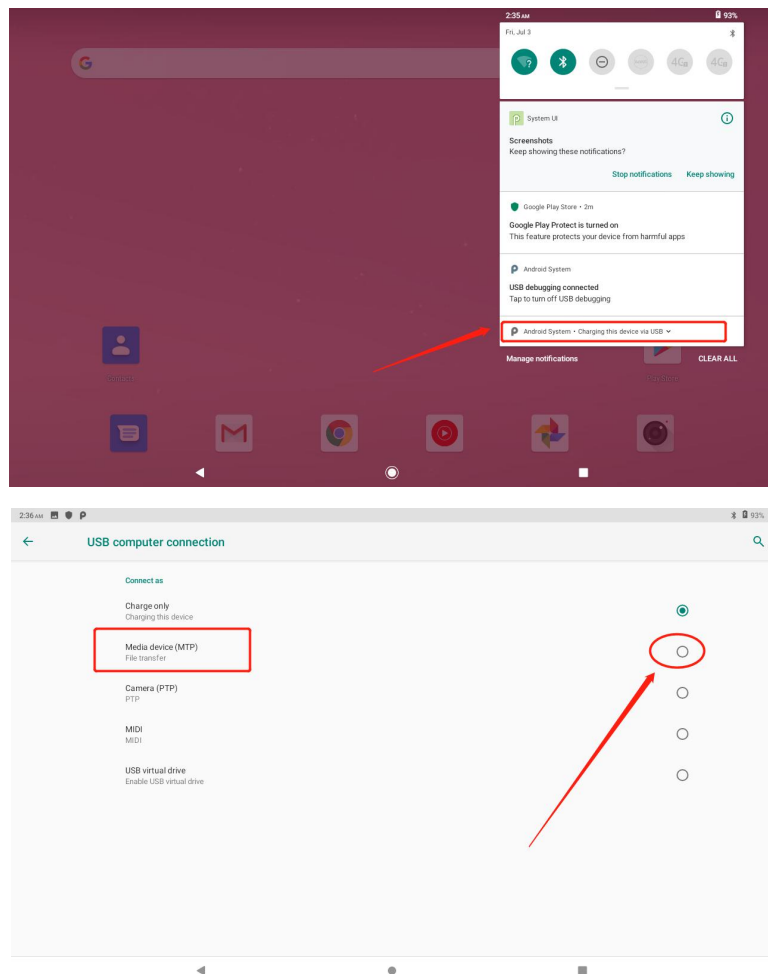 2:35 AM
93%
Fri, Jul 3
4G
4G
System UI
Screenshots
Keep showing these notifications?
Stop notifications Keep showing
Google Play Store • 2m
Google Play Protect is turned on
This feature protects your device from harmful apps
Android System
USB debugging connected
Tap to turn off USB debugging
Android System • Charging this device via USB
Manage notifications
CLEAR ALL
2:36 AM
93%
USB computer connection
Connect as
Charge only
Charging this device
Media device (MTP)
File transfer
Camera (PTP)
PTP
MIDI
MIDI
USB virtual drive
Enable USB virtual drive